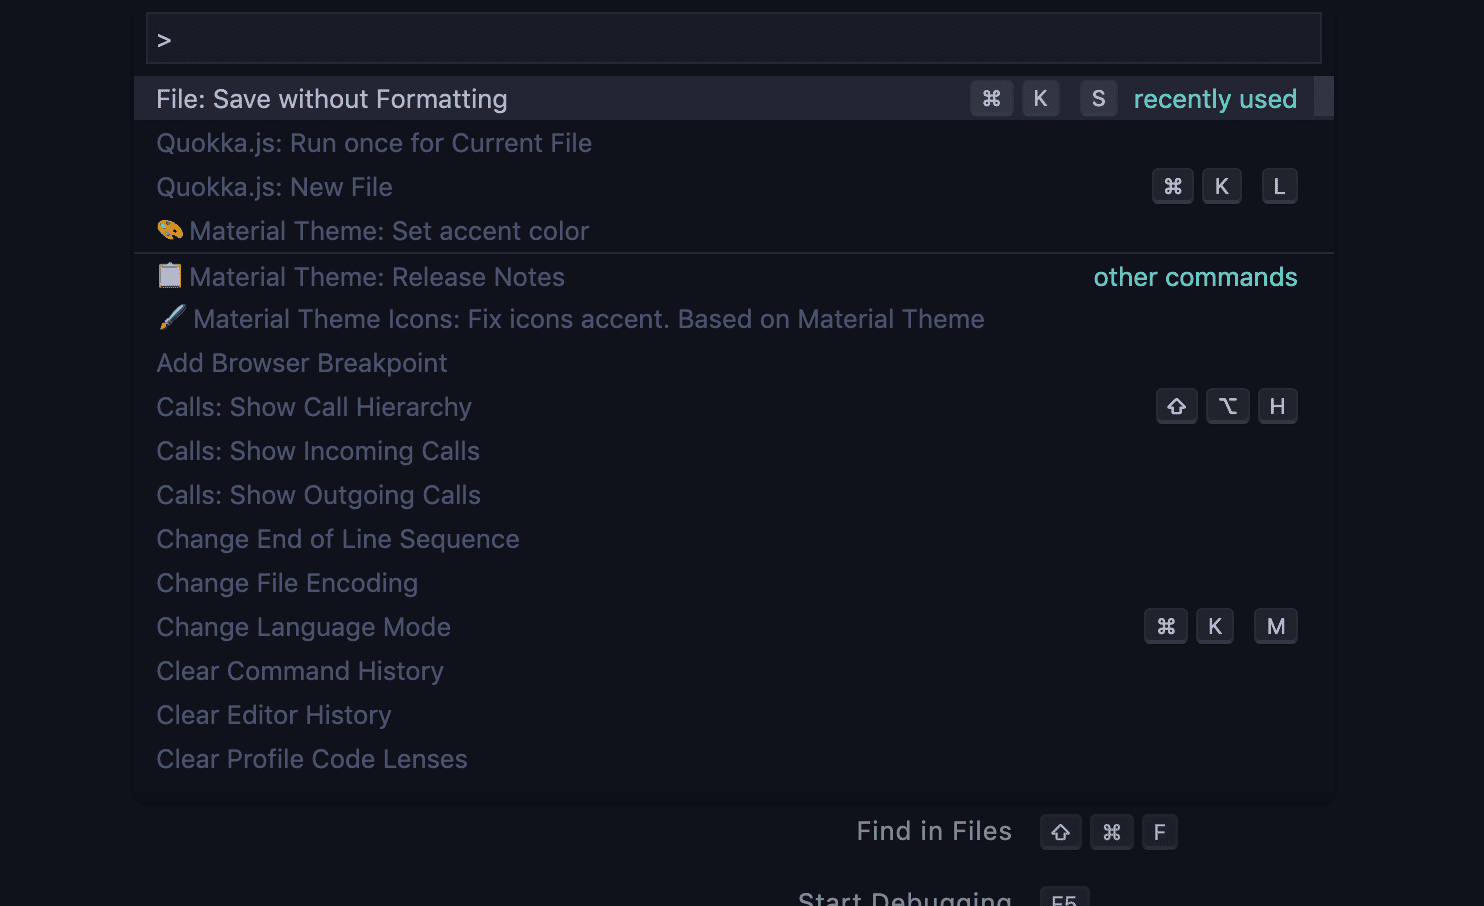 >
File: Save without Formatting ⌘ K S recently used
Quokka.js: Run once for Current File
Quokka.js: New File ⌘ K L
🎨 Material Theme: Set accent color
📋 Material Theme: Release Notes other commands
🖌️ Material Theme Icons: Fix icons accent. Based on Material Theme
Add Browser Breakpoint
Calls: Show Call Hierarchy ⇧ ⌥ H
Calls: Show Incoming Calls
Calls: Show Outgoing Calls
Change End of Line Sequence
Change File Encoding
Change Language Mode ⌘ K M
Clear Command History
Clear Editor History
Clear Profile Code Lenses
Find in Files ⇧ ⌘ F
Start Debugging F5